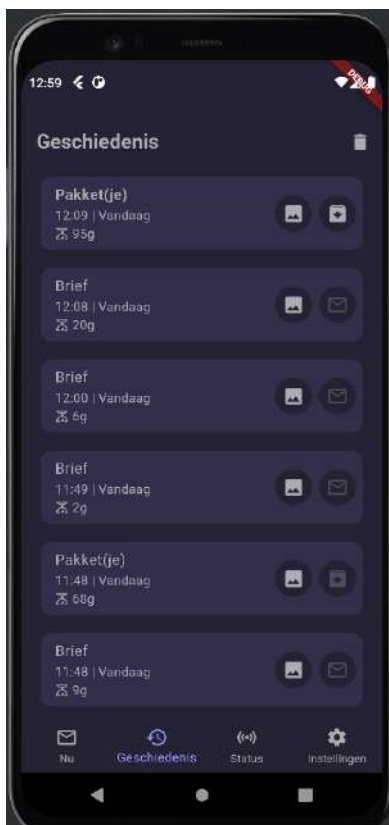 12:59
DEBUG
Geschiedenis
Pakket(je)
12:09 | Vandaag
95g
Brief
12:08 | Vandaag
20g
Brief
12:00 | Vandaag
6g
Brief
11:49 | Vandaag
2g
Pakket(je)
11:48 | Vandaag
68g
Brief
11:48 | Vandaag
9g
Nu
Geschiedenis
Status
Instellingen